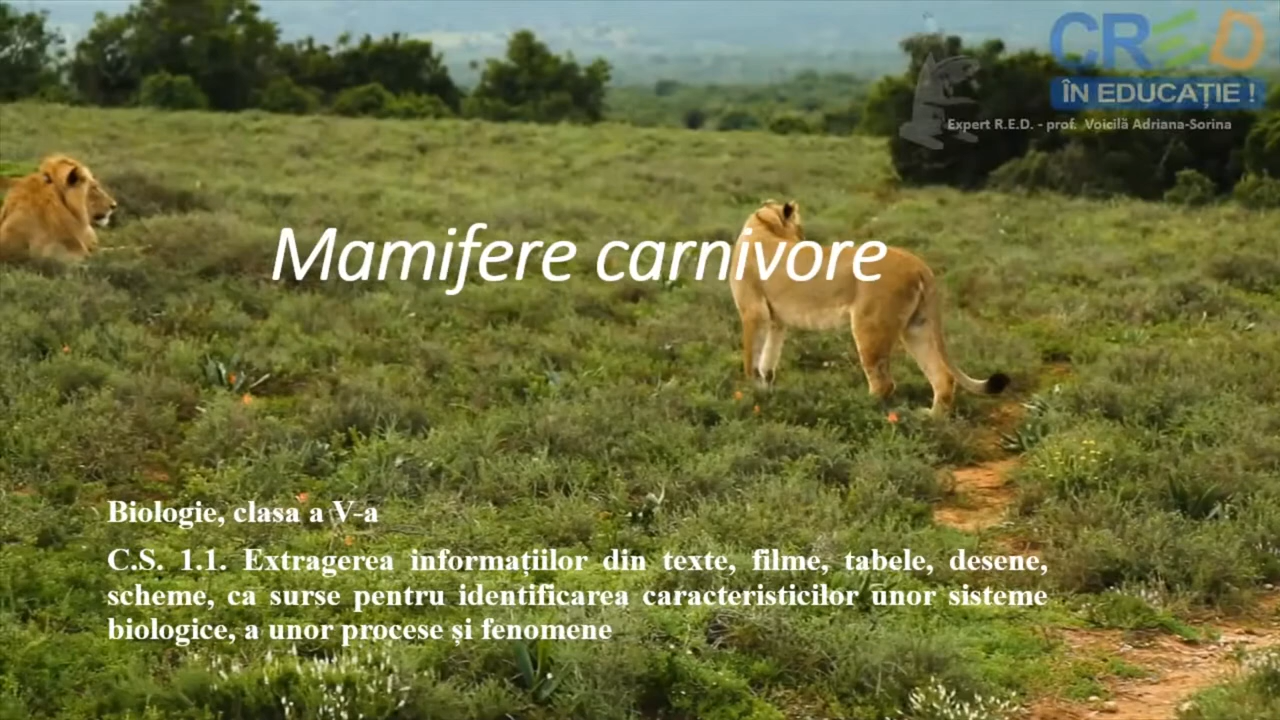 CRED
ÎN EDUCAȚIE !
Expert R.E.D. - prof. Voicilă Adriana-Sorina
Mamifere carnivore
Biologie, clasa a V-a
C.S. 1.1. Extragerea informațiilor din texte, filme, tabele, desene,
scheme, ca surse pentru identificarea caracteristicilor unor sisteme
biologice, a unor procese și fenomene